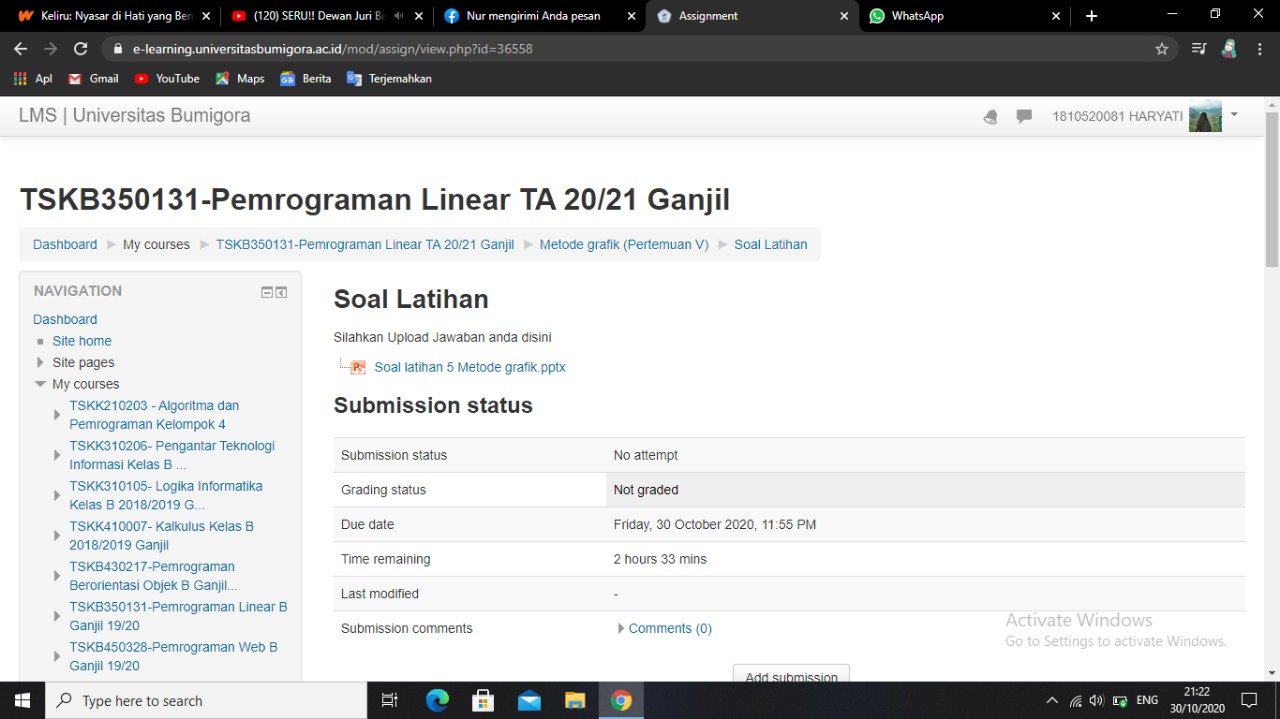 Keliru: Nyasar di Hati yang Ben
(120) SERU!! Dewan Juri B
Nur mengirimi Anda pesan
Assignment
WhatsApp
e-learning.universitasbumigora.ac.id/mod/assign/view.php?id=36558
Apl
Gmail
YouTube
Maps
Berita
Terjemahkan
LMS | Universitas Bumigora
1810520081 HARYATI
TSKB350131-Pemrograman Linear TA 20/21 Ganjil
Dashboard
My courses
TSKB350131-Pemrograman Linear TA 20/21 Ganjil
Metode grafik (Pertemuan V)
Soal Latihan
NAVIGATION
Dashboard
Site home
Site pages
My courses
TSKK210203 - Algoritma dan
Pemrograman Kelompok 4
TSKK310206- Pengantar Teknologi
Informasi Kelas B ...
TSKK310105- Logika Informatika
Kelas B 2018/2019 G...
TSKK410007- Kalkulus Kelas B
2018/2019 Ganjil
TSKB430217-Pemrograman
Berorientasi Objek B Ganjil...
TSKB350131-Pemrograman Linear B
Ganjil 19/20
TSKB450328-Pemrograman Web B
Ganjil 19/20
Soal Latihan
Silahkan Upload Jawaban anda disini
Soal latihan 5 Metode grafik.pptx
Submission status
Submission status No attempt
Grading status Not graded
Due date Friday, 30 October 2020, 11:55 PM
Time remaining 2 hours 33 mins
Last modified -
Submission comments Comments (0)
Add submission
Activate Windows
Go to Settings to activate Windows.
Type here to search
ENG
21:22
30/10/2020